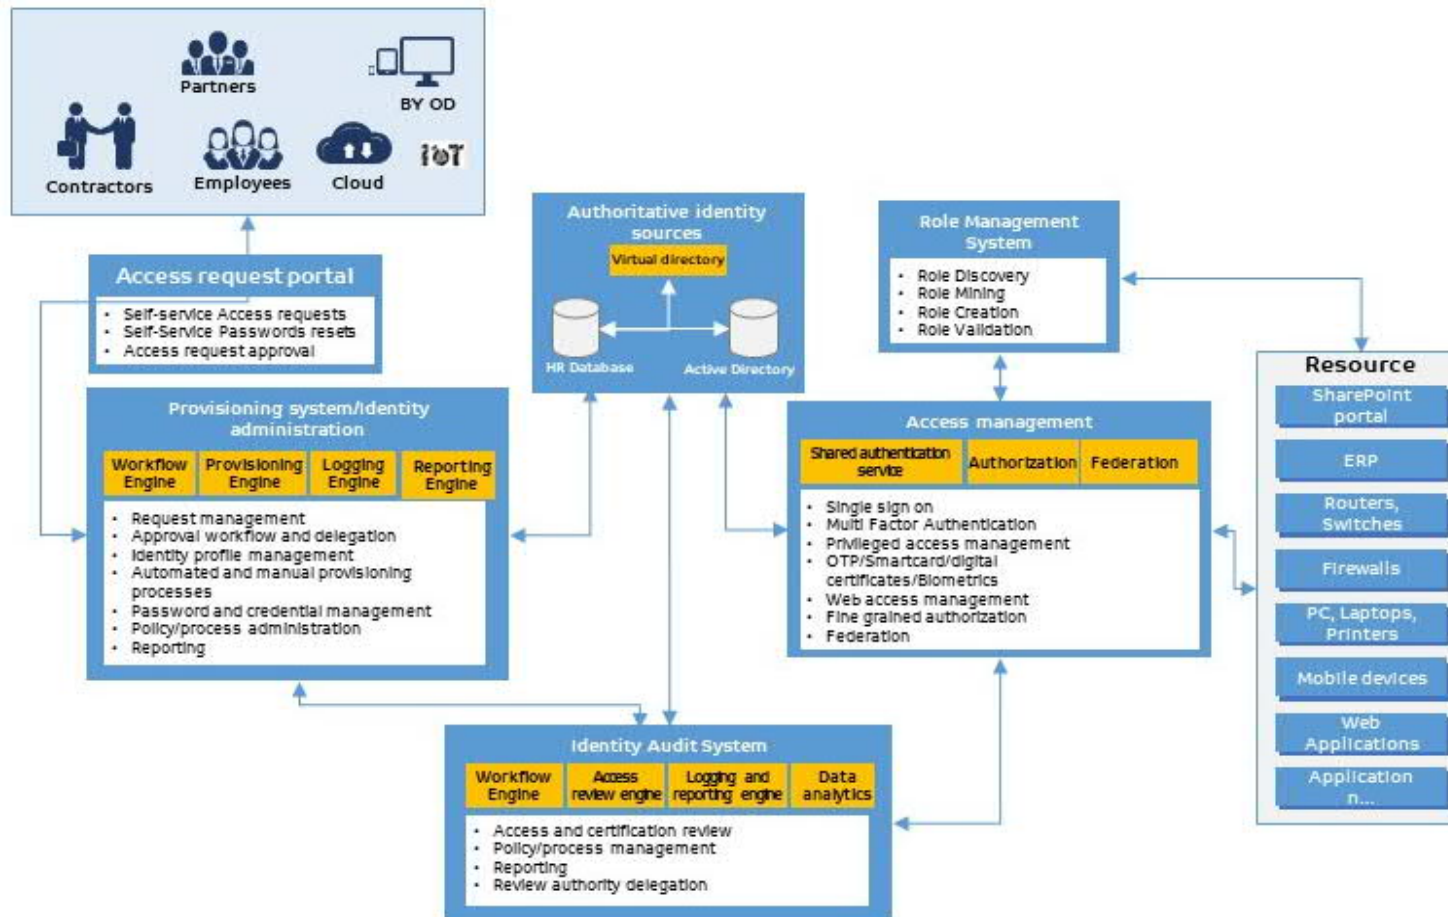 Partners
BY OD
Contractors
Employees
Cloud
IoT
Access request portal
• Self-service Access requests
• Self-Service Passwords resets
• Access request approval
Authoritative identity
sources
Virtual directory
HR Database
Active Directory
Role Management
System
• Role Discovery
• Role Mining
• Role Creation
• Role Validation
Provisioning system/Identity
administration
Workflow
Engine
Provisioning
Engine
Logging
Engine
Reporting
Engine
• Request management
• Approval workflow and delegation
• Identity profile management
• Automated and manual provisioning
processes
• Password and credential management
• Policy/process administration
• Reporting
Access management
Shared authentication
service
Authorization
Federation
• Single sign on
• Multi Factor Authentication
• Privileged access management
• OTP/Smartcard/digital
certificates/Biometrics
• Web access management
• Fine grained authorization
• Federation
Resource
SharePoint
portal
ERP
Routers,
Switches
Firewalls
PC, Laptops,
Printers
Mobile devices
Web
Applications
Application
n...
Identity Audit System
Workflow
Engine
Access
review engine
Logging and
reporting engine
Data
analytics
• Access and certification review
• Policy/process management
• Reporting
• Review authority delegation